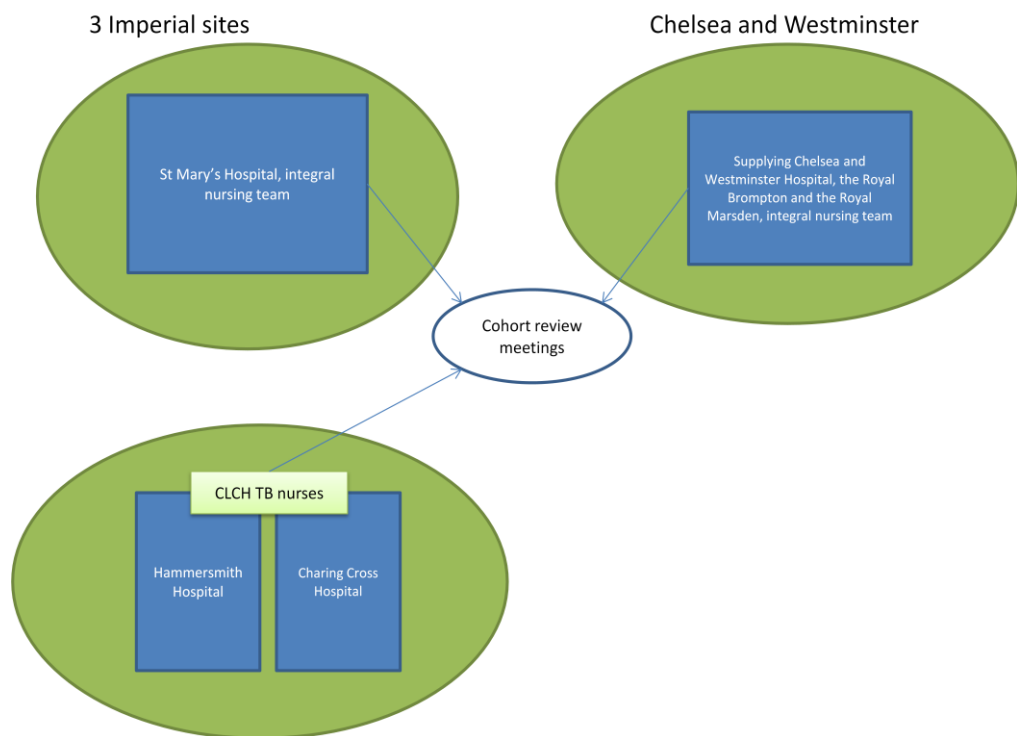 3 Imperial sites
Chelsea and Westminster
St Mary's Hospital, integral
nursing team
Supplying Chelsea and
Westminster Hospital, the Royal
Brompton and the Royal
Marsden, integral nursing team
Cohort review
meetings
CLCH TB nurses
Hammersmith
Hospital
Charing Cross
Hospital